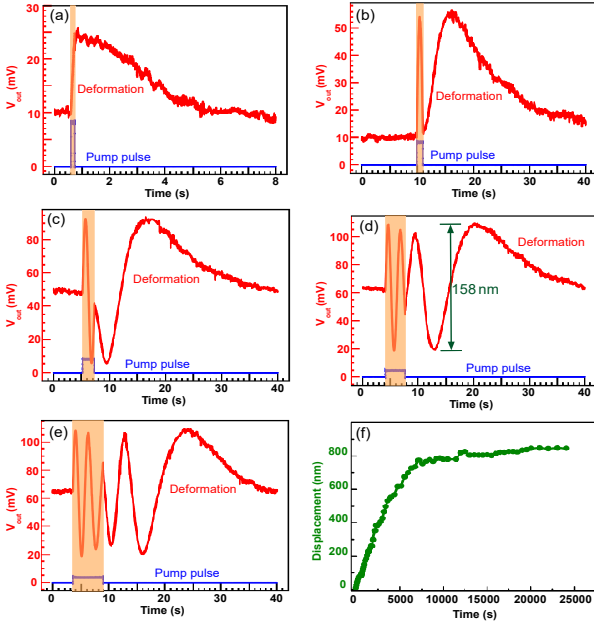 (a)
30
20
10
0
V_out (mV)
Deformation
Pump pulse
0 2 4 6 8
Time (s)
(b)
50
40
30
20
10
0
V_out (mV)
Deformation
Pump pulse
0 10 20 30 40
Time (s)
(c)
80
60
40
20
0
V_out (mV)
Deformation
Pump pulse
0 10 20 30 40
Time (s)
(d)
100
80
60
40
20
0
V_out (mV)
Deformation
158 nm
Pump pulse
0 10 20 30 40
Time (s)
(e)
100
80
60
40
20
0
V_out (mV)
Deformation
Pump pulse
0 10 20 30 40
Time (s)
(f)
800
600
400
200
0
Displacement (nm)
0 5000 10000 15000 20000 25000
Time (s)